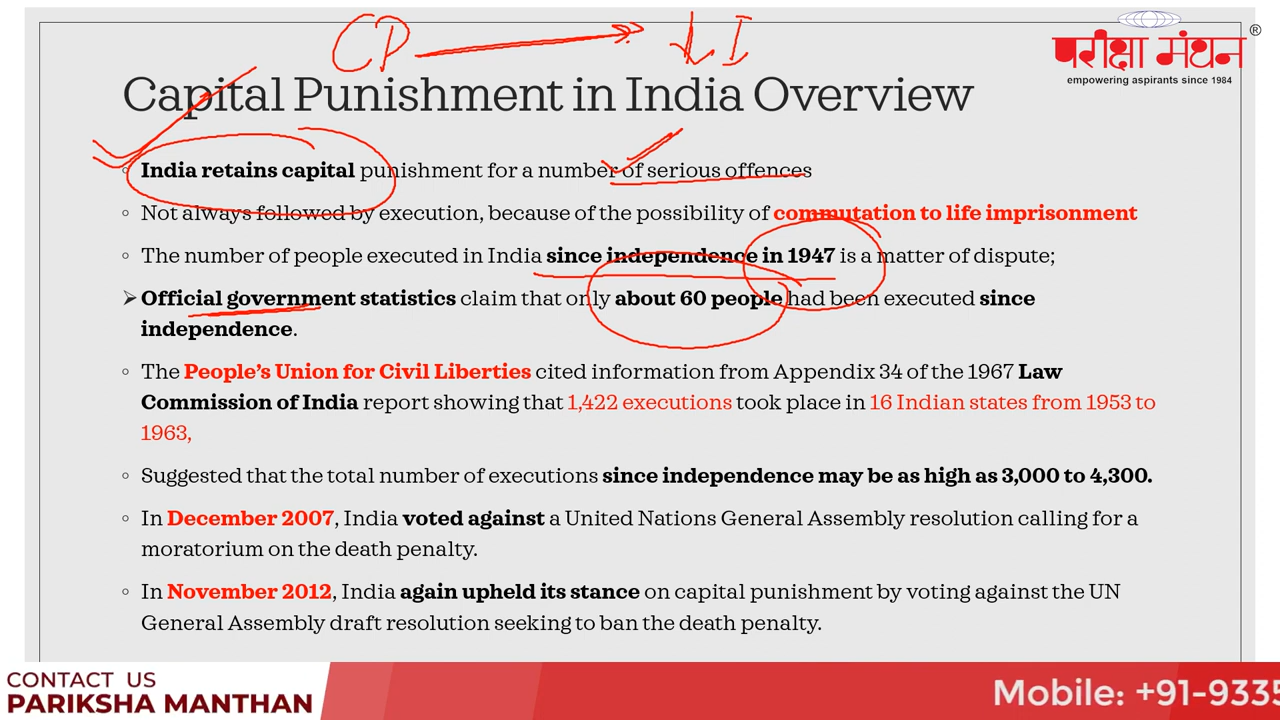 CP → LI
परीक्षा मंथन ®
empowering aspirants since 1984
Capital Punishment in India Overview
◦ India retains capital punishment for a number of serious offences
◦ Not always followed by execution, because of the possibility of commutation to life imprisonment
◦ The number of people executed in India since independence in 1947 is a matter of dispute;
➢ Official government statistics claim that only about 60 people had been executed since
independence.
◦ The People’s Union for Civil Liberties cited information from Appendix 34 of the 1967 Law
Commission of India report showing that 1,422 executions took place in 16 Indian states from 1953 to
1963,
◦ Suggested that the total number of executions since independence may be as high as 3,000 to 4,300.
◦ In December 2007, India voted against a United Nations General Assembly resolution calling for a
moratorium on the death penalty.
◦ In November 2012, India again upheld its stance on capital punishment by voting against the UN
General Assembly draft resolution seeking to ban the death penalty.
CONTACT US
PARIKSHA MANTHAN
Mobile: +91-9335